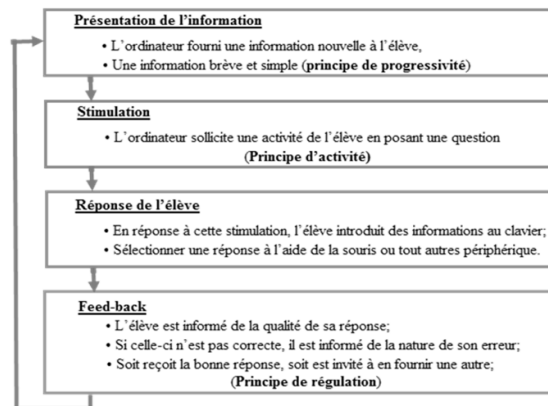 Présentation de l'information
• L'ordinateur fourni une information nouvelle à l'élève,
• Une information brève et simple (principe de progressivité)
Stimulation
• L'ordinateur sollicite une activité de l'élève en posant une question
(Principe d'activité)
Réponse de l'élève
• En réponse à cette stimulation, l'élève introduit des informations au clavier;
• Sélectionner une réponse à l'aide de la souris ou tout autres périphérique.
Feed-back
• L'élève est informé de la qualité de sa réponse;
• Si celle-ci n'est pas correcte, il est informé de la nature de son erreur;
• Soit reçoit la bonne réponse, soit est invité à en fournir une autre;
(Principe de régulation)